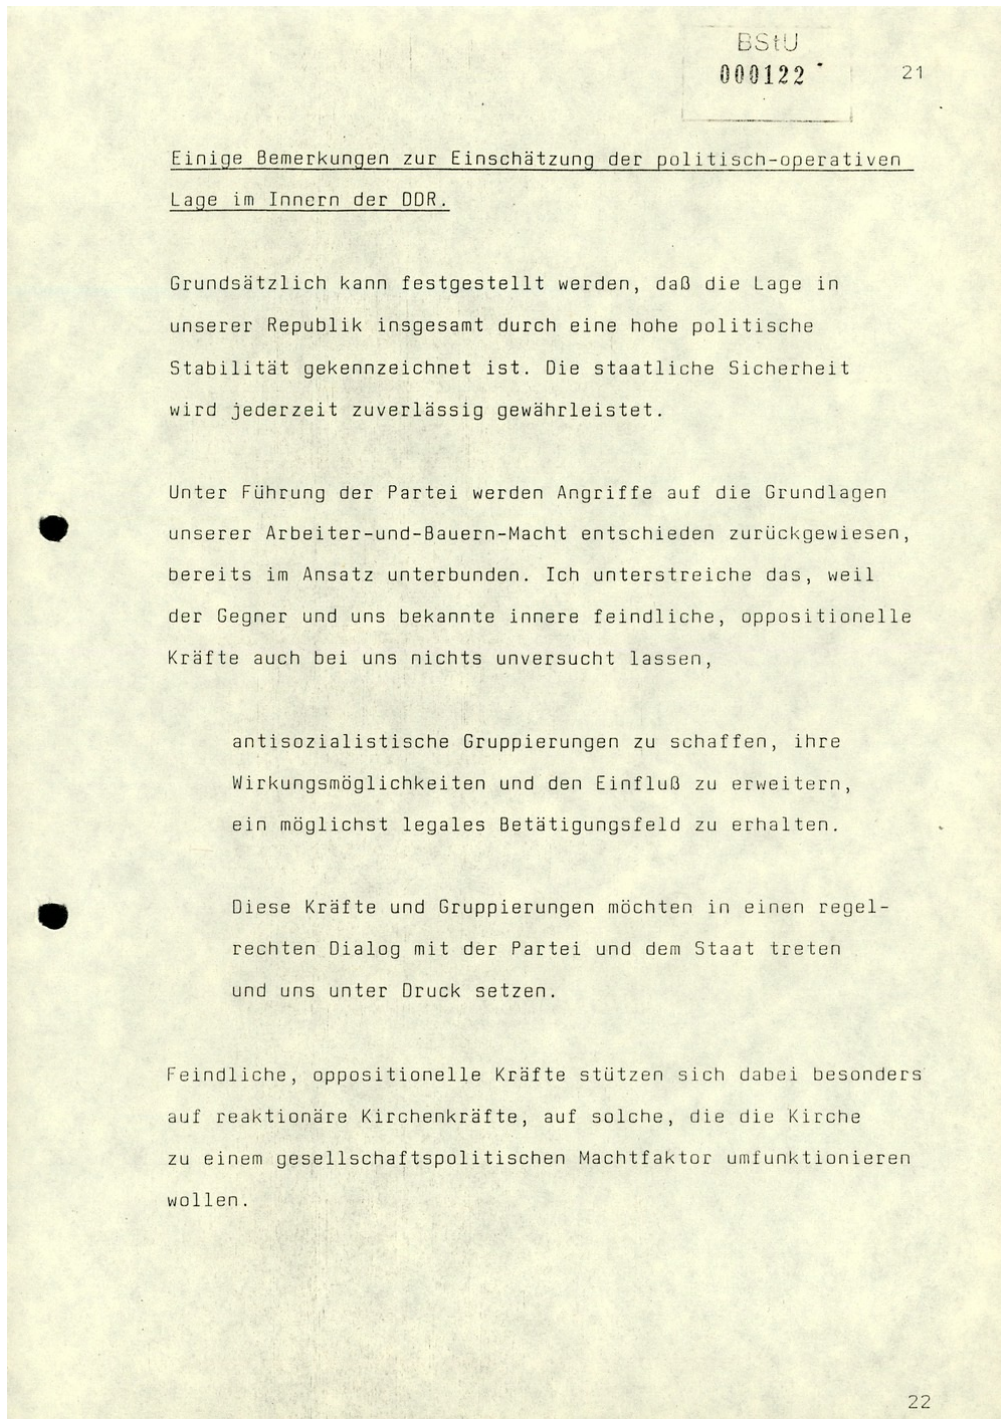 BStU
000122
21
Einige Bemerkungen zur Einschätzung der politisch-operativen
Lage im Innern der DDR.
Grundsätzlich kann festgestellt werden, daß die Lage in
unserer Republik insgesamt durch eine hohe politische
Stabilität gekennzeichnet ist. Die staatliche Sicherheit
wird jederzeit zuverlässig gewährleistet.
Unter Führung der Partei werden Angriffe auf die Grundlagen
unserer Arbeiter-und-Bauern-Macht entschieden zurückgewiesen,
bereits im Ansatz unterbunden. Ich unterstreiche das, weil
der Gegner und uns bekannte innere feindliche, oppositionelle
Kräfte auch bei uns nichts unversucht lassen,
antisozialistische Gruppierungen zu schaffen, ihre
Wirkungsmöglichkeiten und den Einfluß zu erweitern,
ein möglichst legales Betätigungsfeld zu erhalten.
Diese Kräfte und Gruppierungen möchten in einen regel-
rechten Dialog mit der Partei und dem Staat treten
und uns unter Druck setzen.
Feindliche, oppositionelle Kräfte stützen sich dabei besonders
auf reaktionäre Kirchenkräfte, auf solche, die die Kirche
zu einem gesellschaftspolitischen Machtfaktor umfunktionieren
wollen.
22